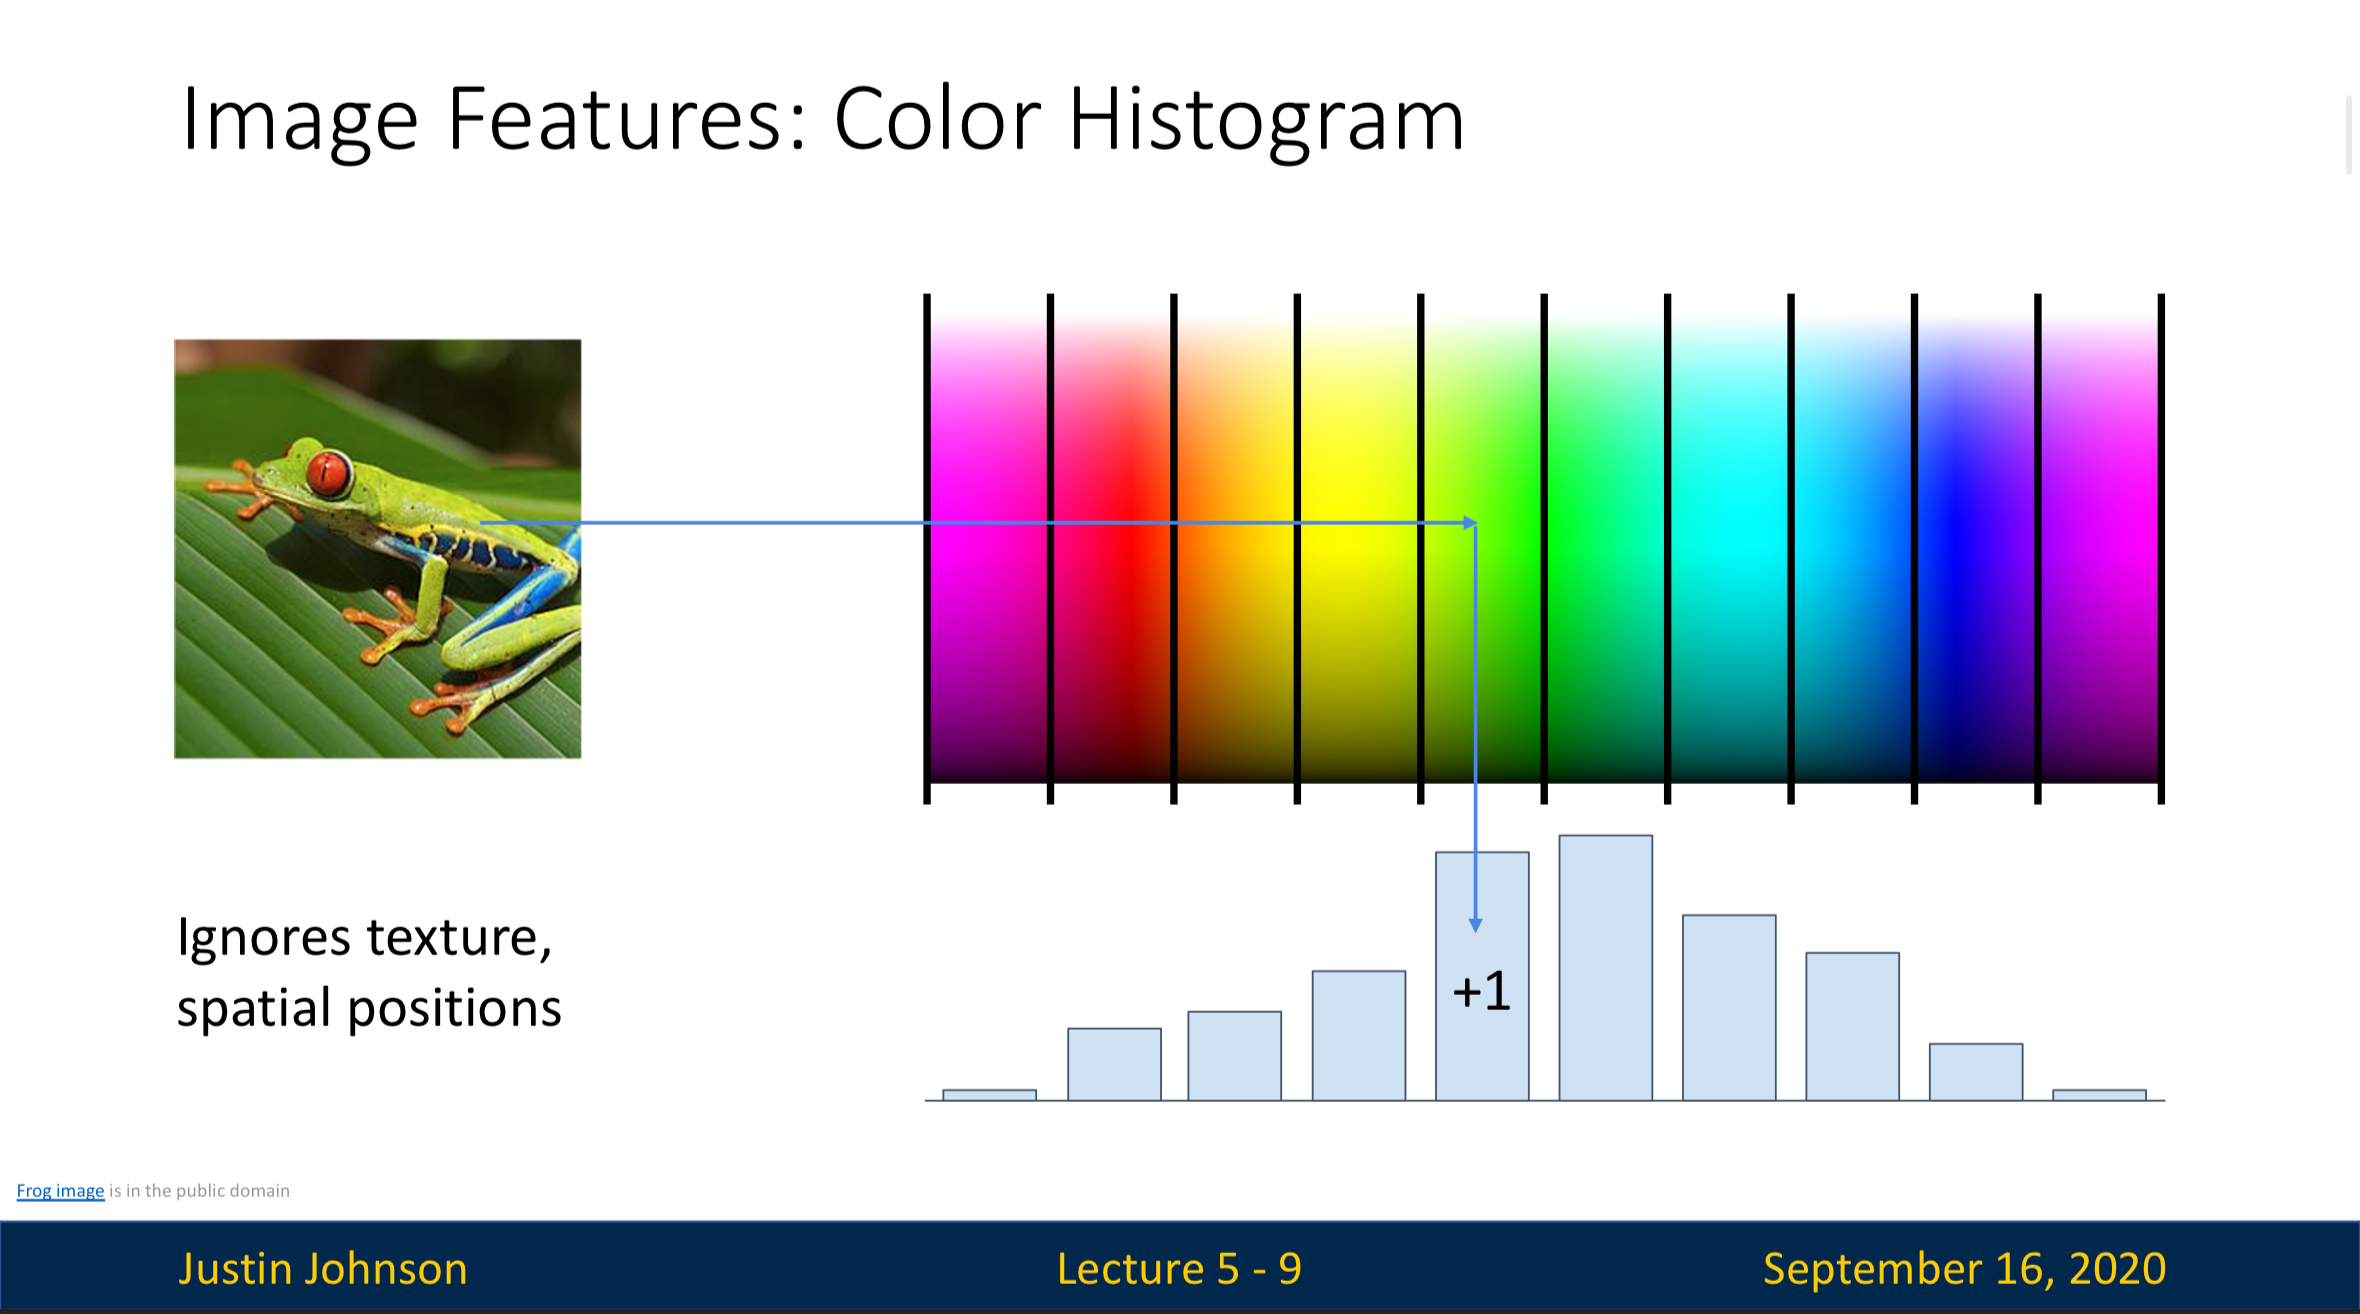 Image Features: Color Histogram
Ignores texture,
spatial positions
+1
Frog image is in the public domain
Justin Johnson
Lecture 5 - 9
September 16, 2020